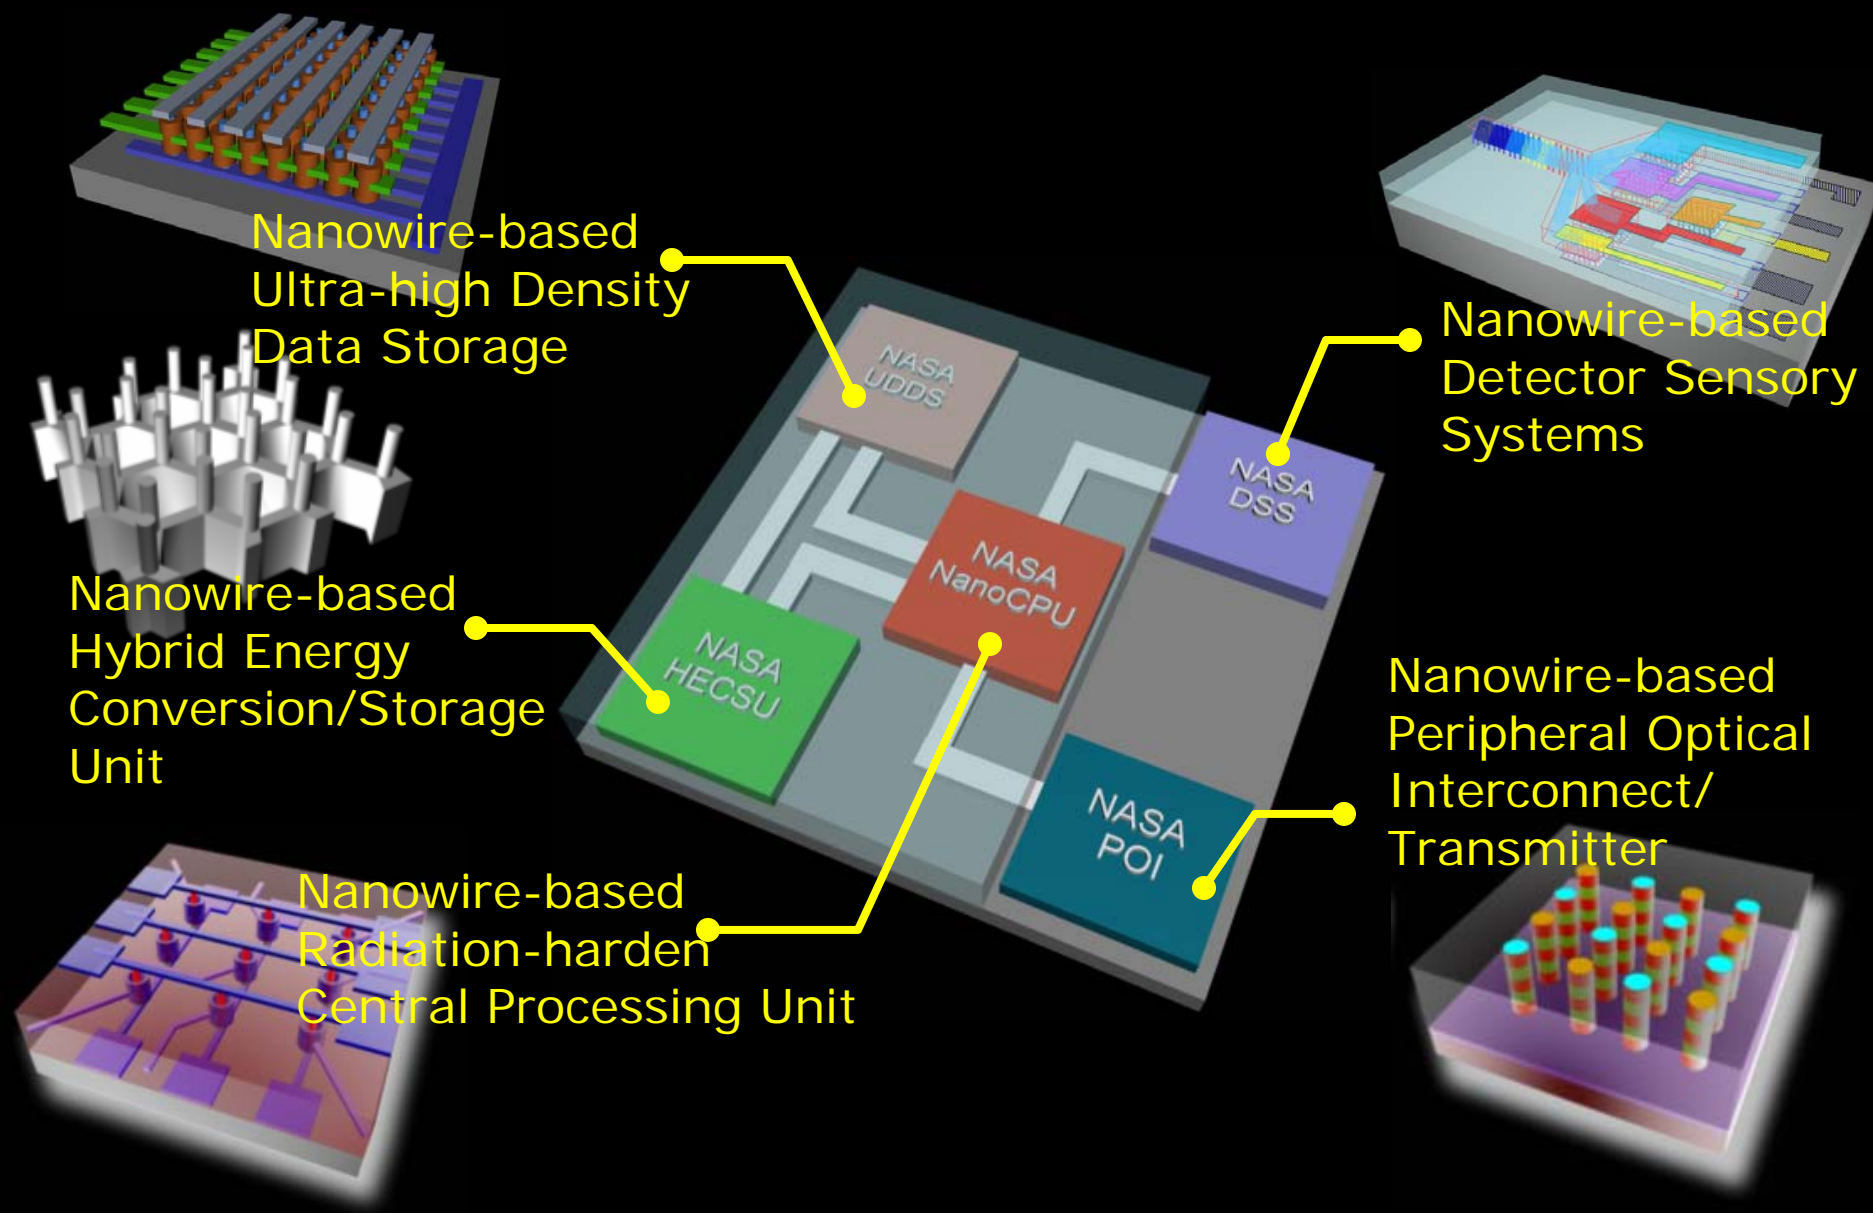 Nanowire-based
Ultra-high Density
Data Storage
Nanowire-based
Detector Sensory
Systems
NASA
UDDS
NASA
DSS
NASA
NanoCPU
Nanowire-based
Hybrid Energy
Conversion/Storage
Unit
NASA
HECSU
Nanowire-based
Peripheral Optical
Interconnect/
Transmitter
NASA
POI
Nanowire-based
Radiation-harden
Central Processing Unit